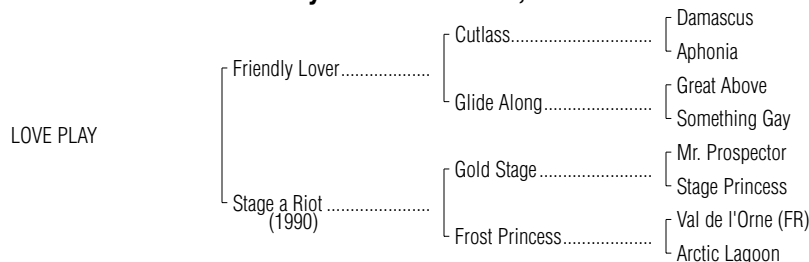 Damascus
Cutlass....................
Aphonia
Friendly Lover...................
Great Above
Glide Along.................
Something Gay
LOVE PLAY
Mr. Prospector
Gold Stage..................
Stage Princess
Stage a Riot ......................
(1990)
Val de l'Orne (FR)
Frost Princess...................
Arctic Lagoon